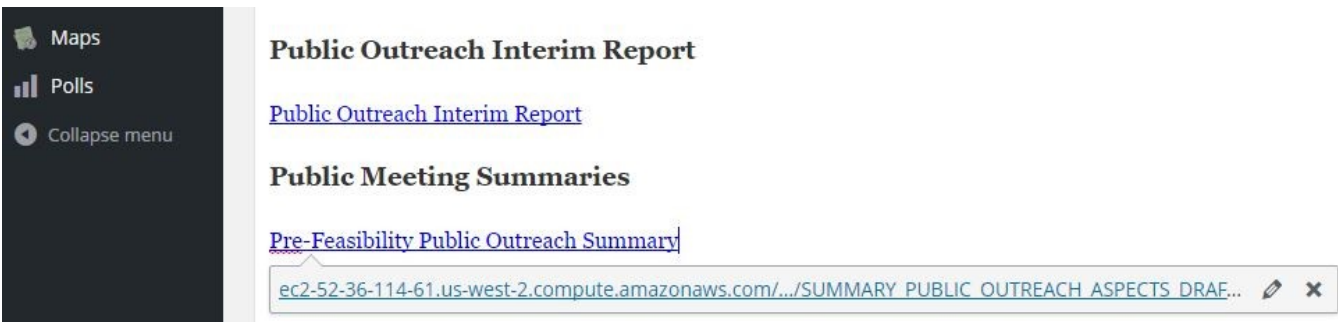 Maps
Polls
Collapse menu
Public Outreach Interim Report
Public Outreach Interim Report
Public Meeting Summaries
Pre-Feasibility Public Outreach Summary
ec2-52-36-114-61.us-west-2.compute.amazonaws.com/.../SUMMARY_PUBLIC_OUTREACH_ASPECTS_DRAF...